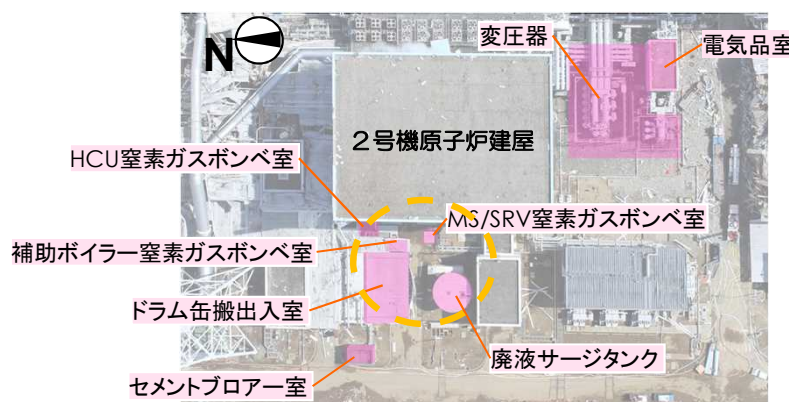 N
変圧器
電気品室
２号機原子炉建屋
HCU窒素ガスボンベ室
MS/SRV窒素ガスボンベ室
補助ボイラー窒素ガスボンベ室
ドラム缶搬出入室
廃液サージタンク
セメントブロアー室